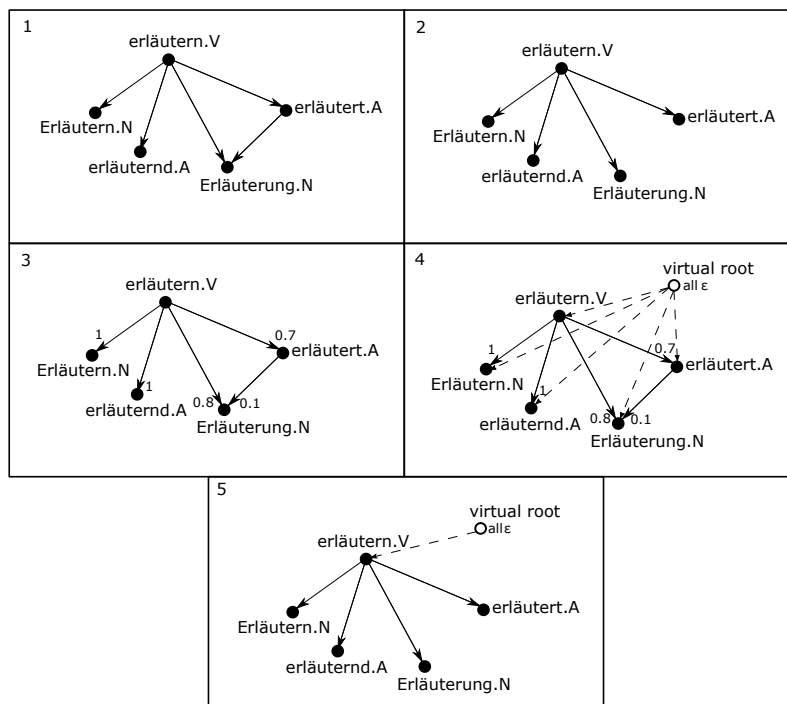 1
erläutern.V
erläutert.A
Erläutern.N
erläuternd.A
Erläuterung.N
2
erläutern.V
erläutert.A
Erläutern.N
erläuternd.A
Erläuterung.N
3
erläutern.V
1
0.7
erläutert.A
Erläutern.N
1
0.8
0.1
erläuternd.A
Erläuterung.N
4
virtual root
all ε
erläutern.V
1
0.7
erläutert.A
Erläutern.N
1
0.8
0.1
erläuternd.A
Erläuterung.N
5
virtual root
all ε
erläutern.V
erläutert.A
Erläutern.N
erläuternd.A
Erläuterung.N